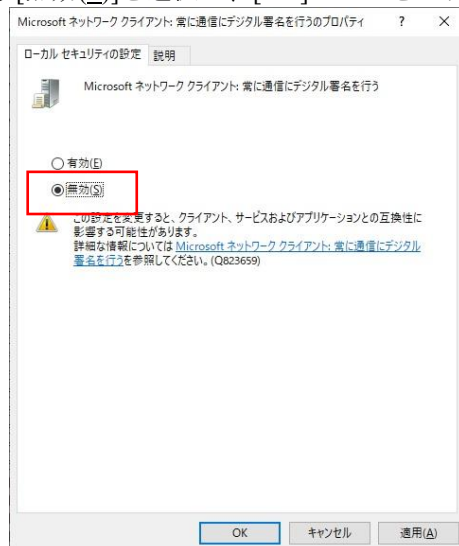 Microsoft ネットワーク クライアント: 常に通信にデジタル署名を行うのプロパティ ? ×
ローカル セキュリティの設定 説明
Microsoft ネットワーク クライアント: 常に通信にデジタル署名を行う
有効(E)
無効(S)
この設定を変更すると、クライアント、サービスおよびアプリケーションとの互換性に
影響する可能性があります。
詳細な情報については Microsoft ネットワーク クライアント: 常に通信にデジタル
署名を行うを参照してください。(Q823659)
OK キャンセル 適用(A)